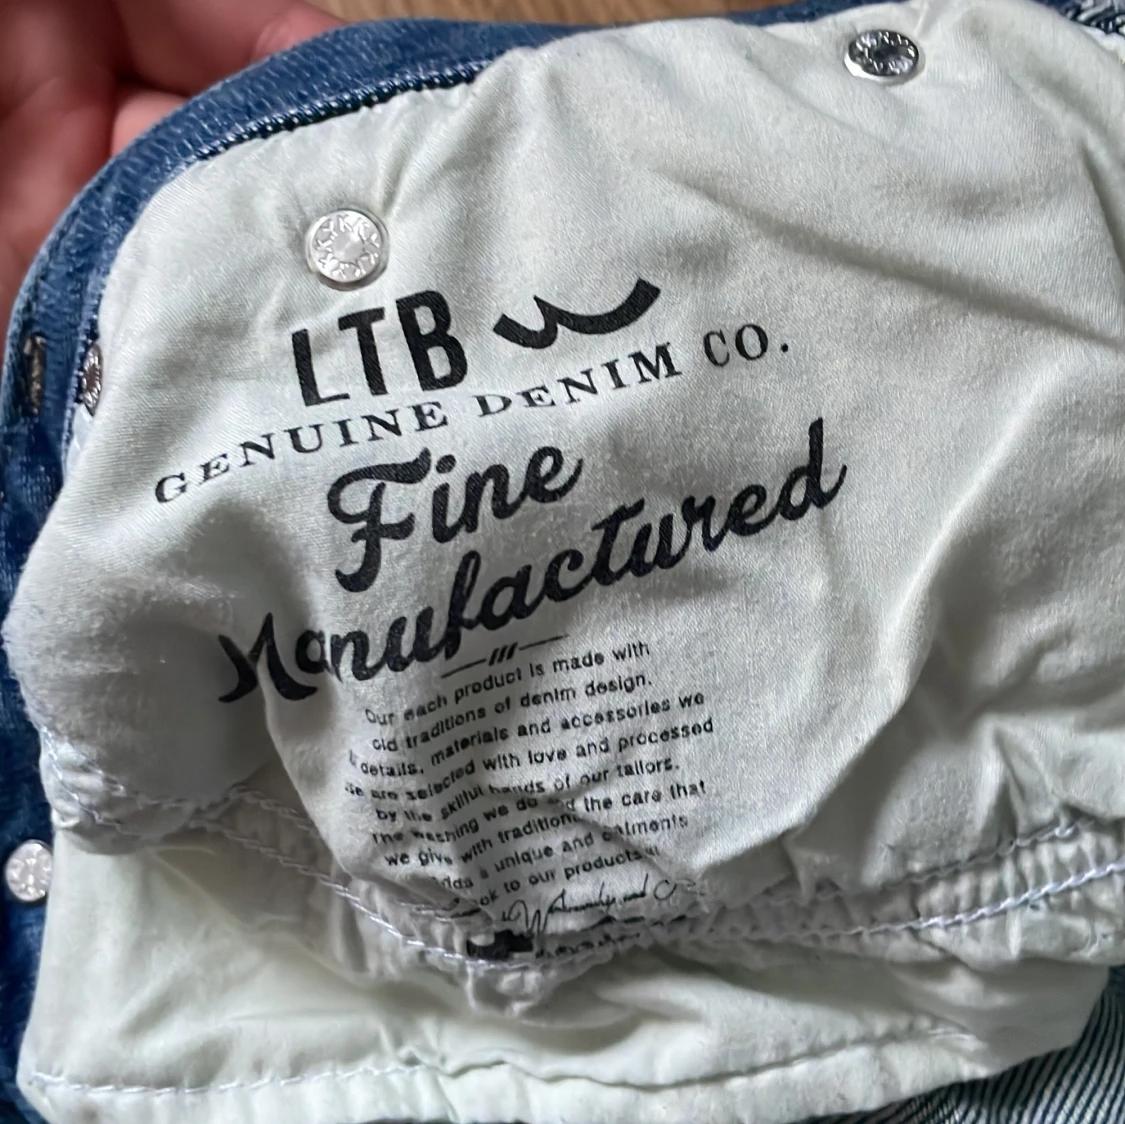 LTB
GENUINE DENIM CO.
Fine
Manufactured
Our each product is made with
old traditions of denim design.
details, materials and accessories we
are selected with love and processed
by the skilful hands of our tailors.
The washing we do and the care that
we give with traditional
adds a unique and
look to our products